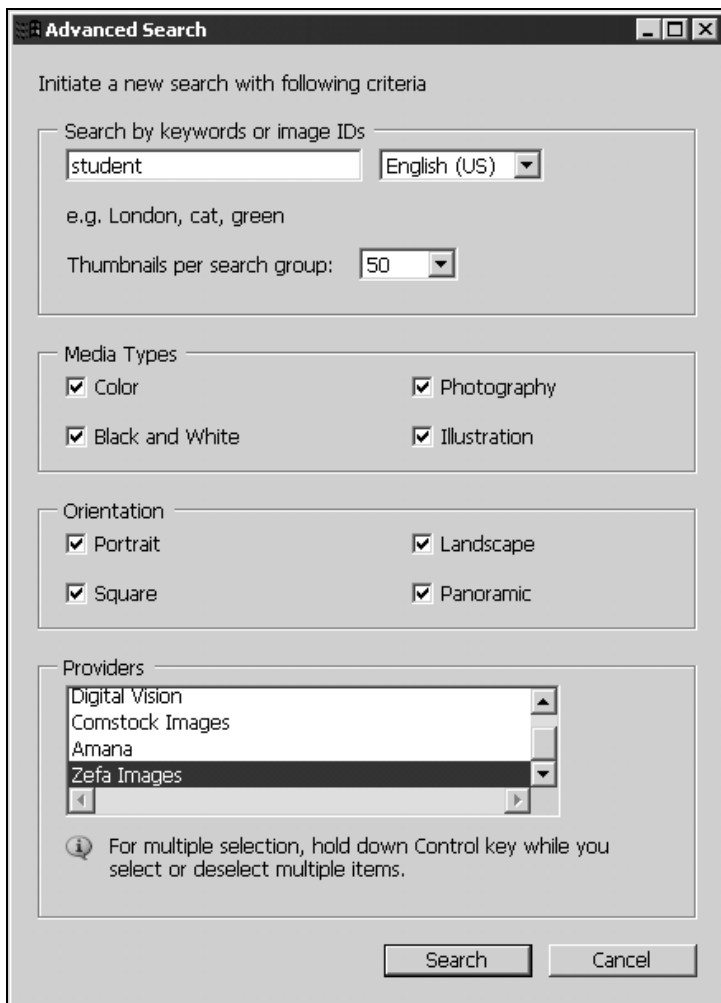 Advanced Search
Initiate a new search with following criteria
Search by keywords or image IDs
student English (US)
e.g. London, cat, green
Thumbnails per search group: 50
Media Types
Color Photography
Black and White Illustration
Orientation
Portrait Landscape
Square Panoramic
Providers
Digital Vision
Comstock Images
Amana
Zefa Images
For multiple selection, hold down Control key while you
select or deselect multiple items.
Search Cancel